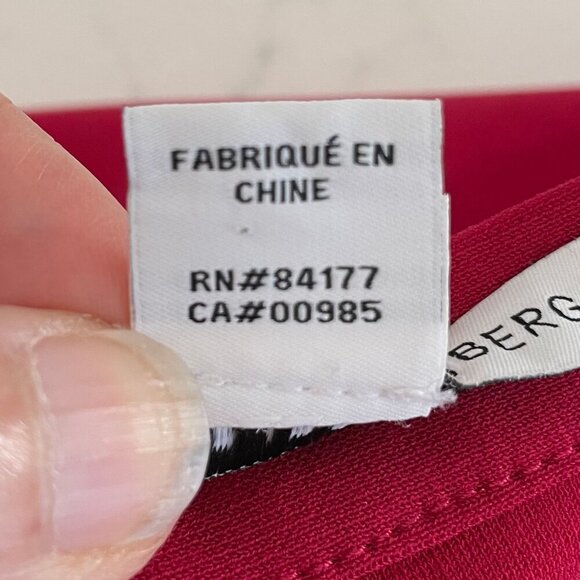 FABRIQUÉ EN
CHINE
RN#84177
CA#00985
BERG